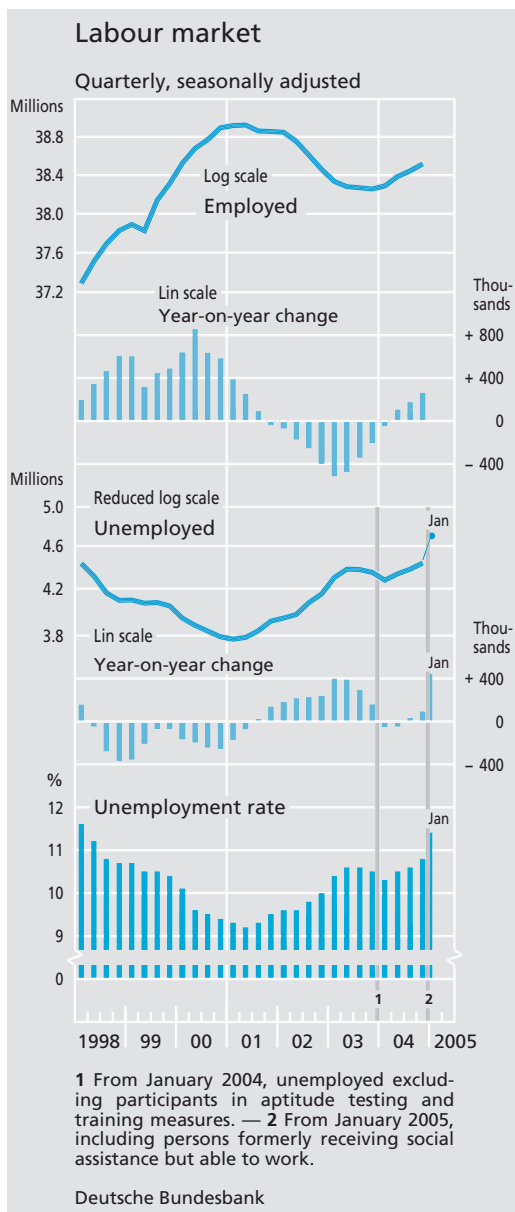 Labour market
Quarterly, seasonally adjusted
Millions
38.8
38.4
38.0
37.6
37.2
Log scale
Employed
Lin scale
Year-on-year change
Thou-
sands
+ 800
+ 400
0
− 400
Millions
5.0
4.6
4.2
3.8
Reduced log scale
Unemployed
Jan
Lin scale
Year-on-year change
Thou-
sands
Jan
+ 400
0
− 400
%
12
11
10
9
0
Unemployment rate
Jan
1 2
1998 99 00 01 02 03 04 2005
1 From January 2004, unemployed exclud-
ing participants in aptitude testing and
training measures. — 2 From January 2005,
including persons formerly receiving social
assistance but able to work.
Deutsche Bundesbank